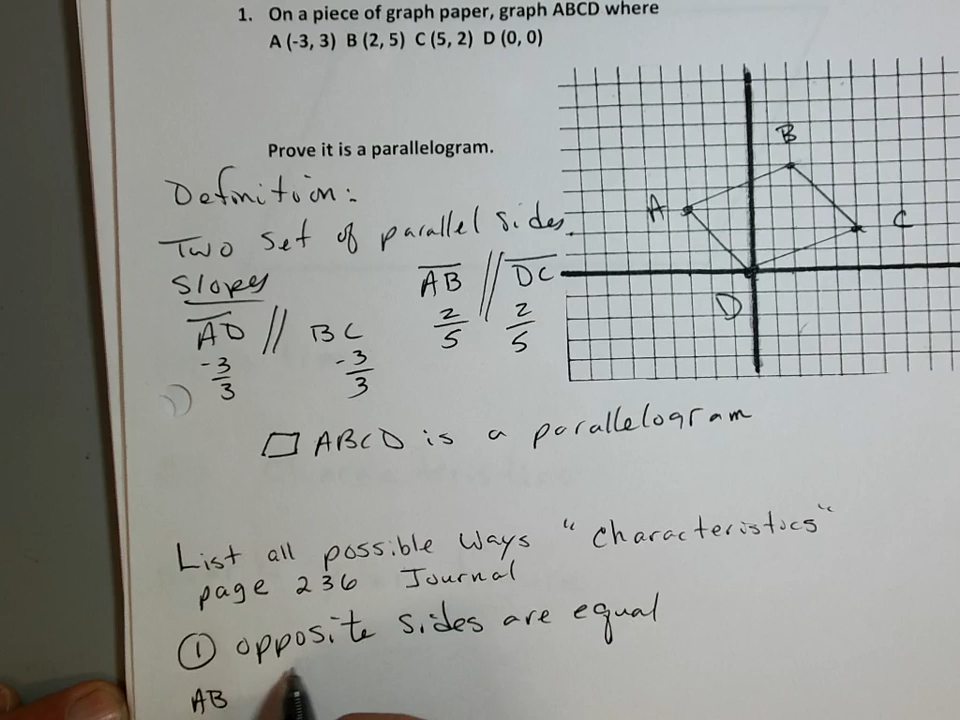 1. On a piece of graph paper, graph ABCD where
A (-3, 3) B (2, 5) C (5, 2) D (0, 0)
Prove it is a parallelogram.
Definition:
Two set of parallel sides.
Slopes
AD // BC
-3/3 -3/3
AB // DC
2/5 2/5
B
A
C
D
▱ ABCD is a parallelogram
List all possible ways "characteristics"
page 236 Journal
① opposite sides are equal
AB